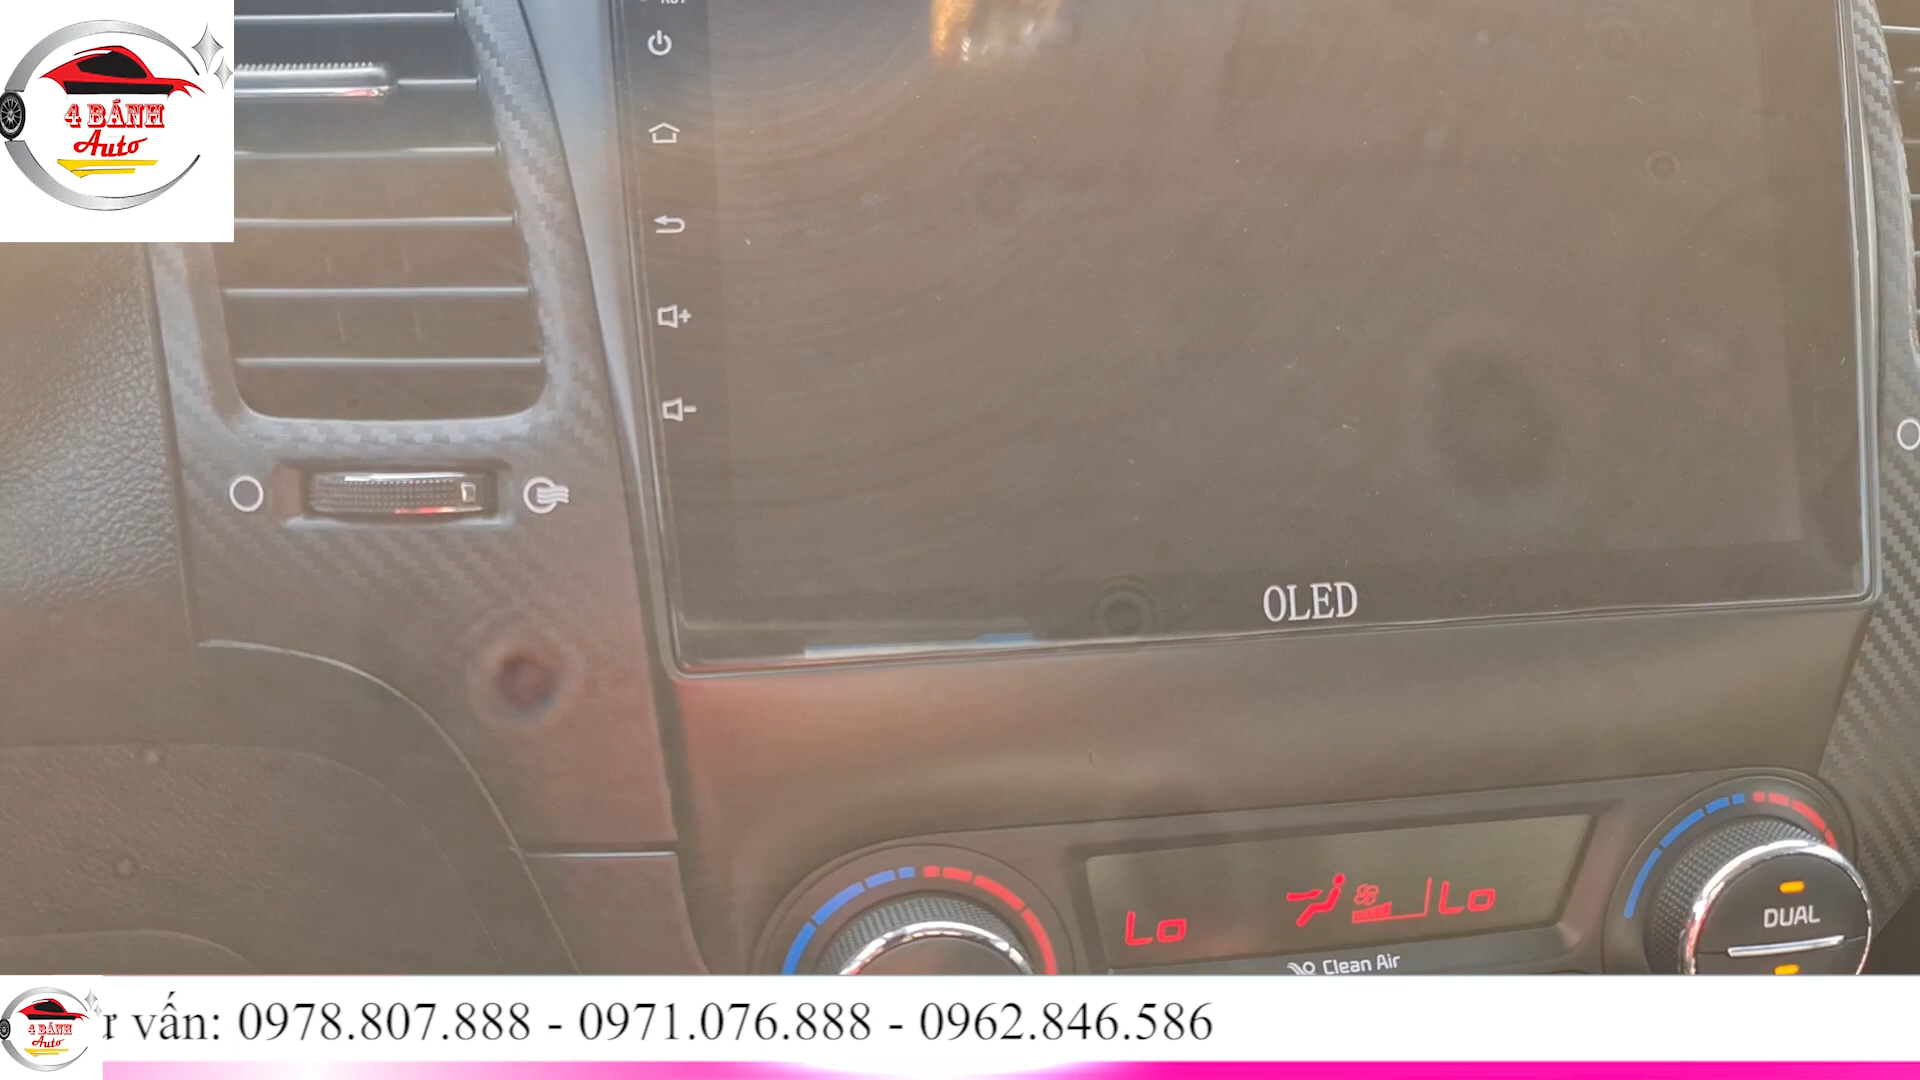 4 BÁNH
Auto
OLED
Lo
Lo
DUAL
Clean Air
4 BÁNH
Auto
vấn: 0978.807.888 - 0971.076.888 - 0962.846.586